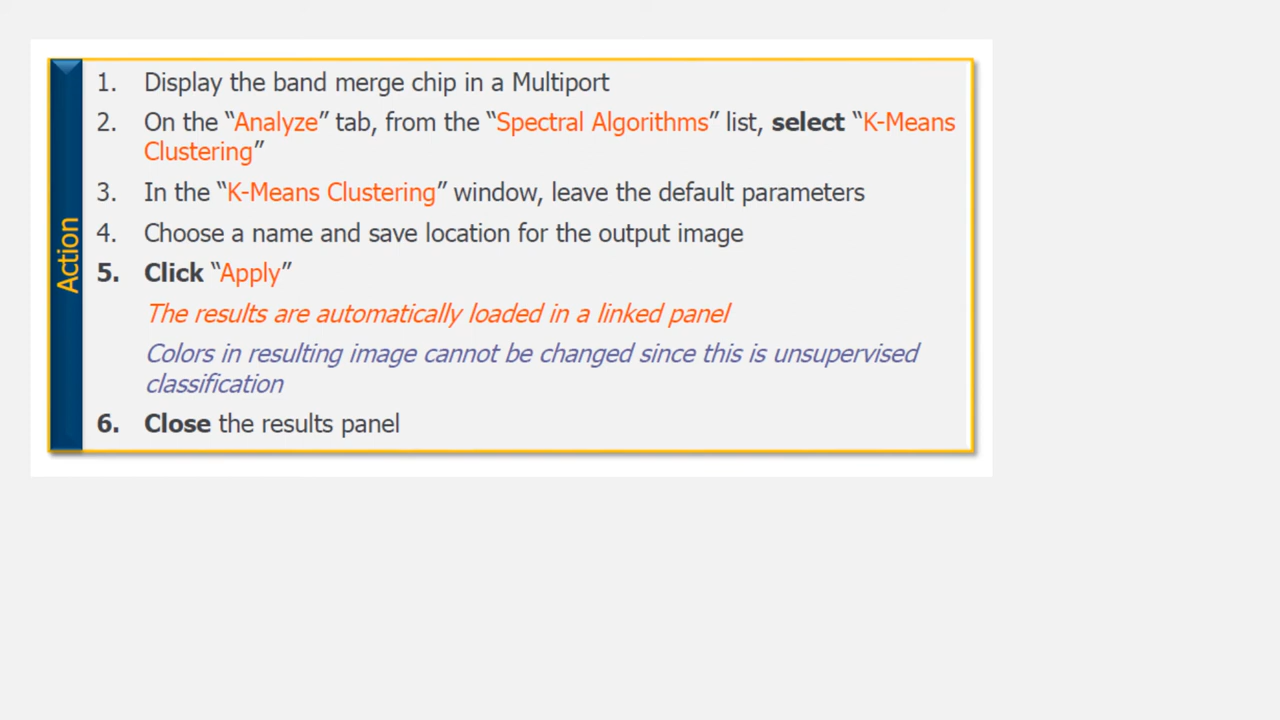 Action
1. Display the band merge chip in a Multiport
2. On the “Analyze” tab, from the “Spectral Algorithms” list, select “K-Means
Clustering”
3. In the “K-Means Clustering” window, leave the default parameters
4. Choose a name and save location for the output image
5. Click “Apply”
The results are automatically loaded in a linked panel
Colors in resulting image cannot be changed since this is unsupervised
classification
6. Close the results panel